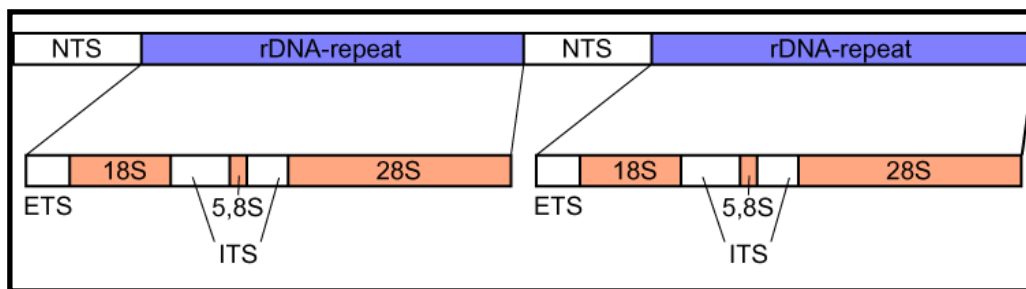 NTS rDNA-repeat NTS rDNA-repeat
18S 28S 18S 28S
ETS 5,8S ETS 5,8S
ITS ITS